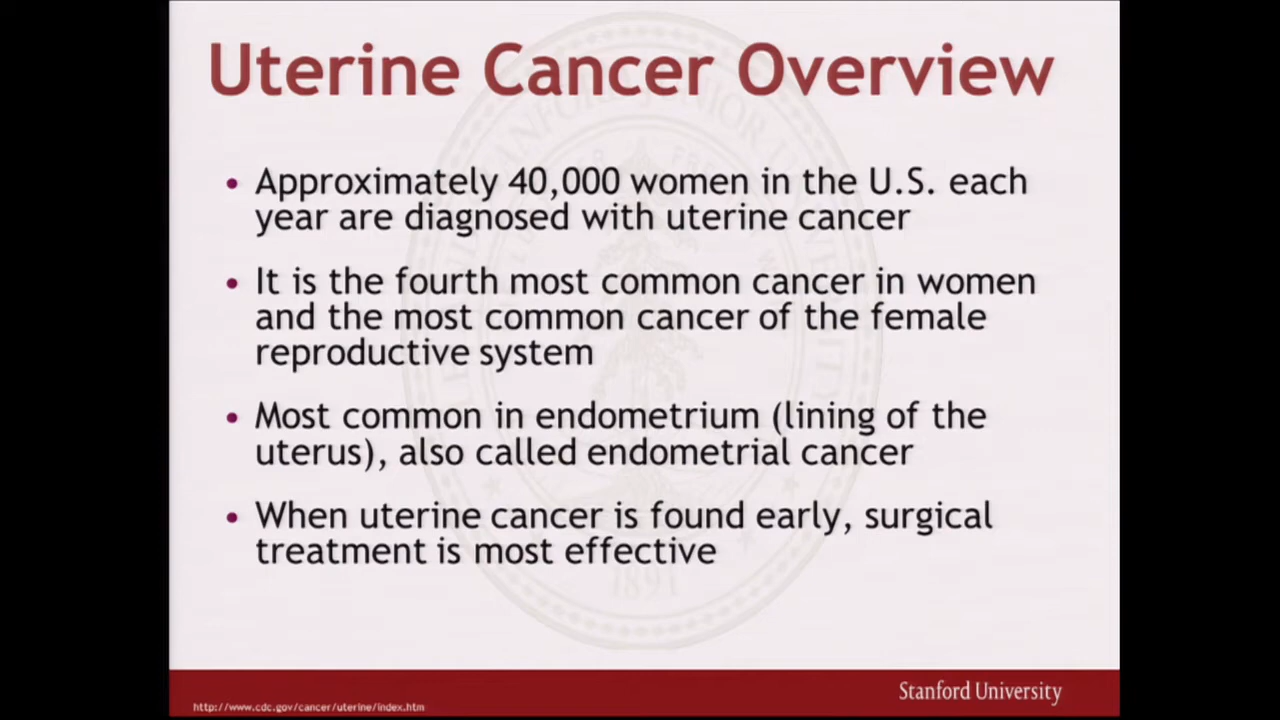 Uterine Cancer Overview
• Approximately 40,000 women in the U.S. each
year are diagnosed with uterine cancer
• It is the fourth most common cancer in women
and the most common cancer of the female
reproductive system
• Most common in endometrium (lining of the
uterus), also called endometrial cancer
• When uterine cancer is found early, surgical
treatment is most effective
1891
Stanford University
http://www.cdc.gov/cancer/uterine/index.htm